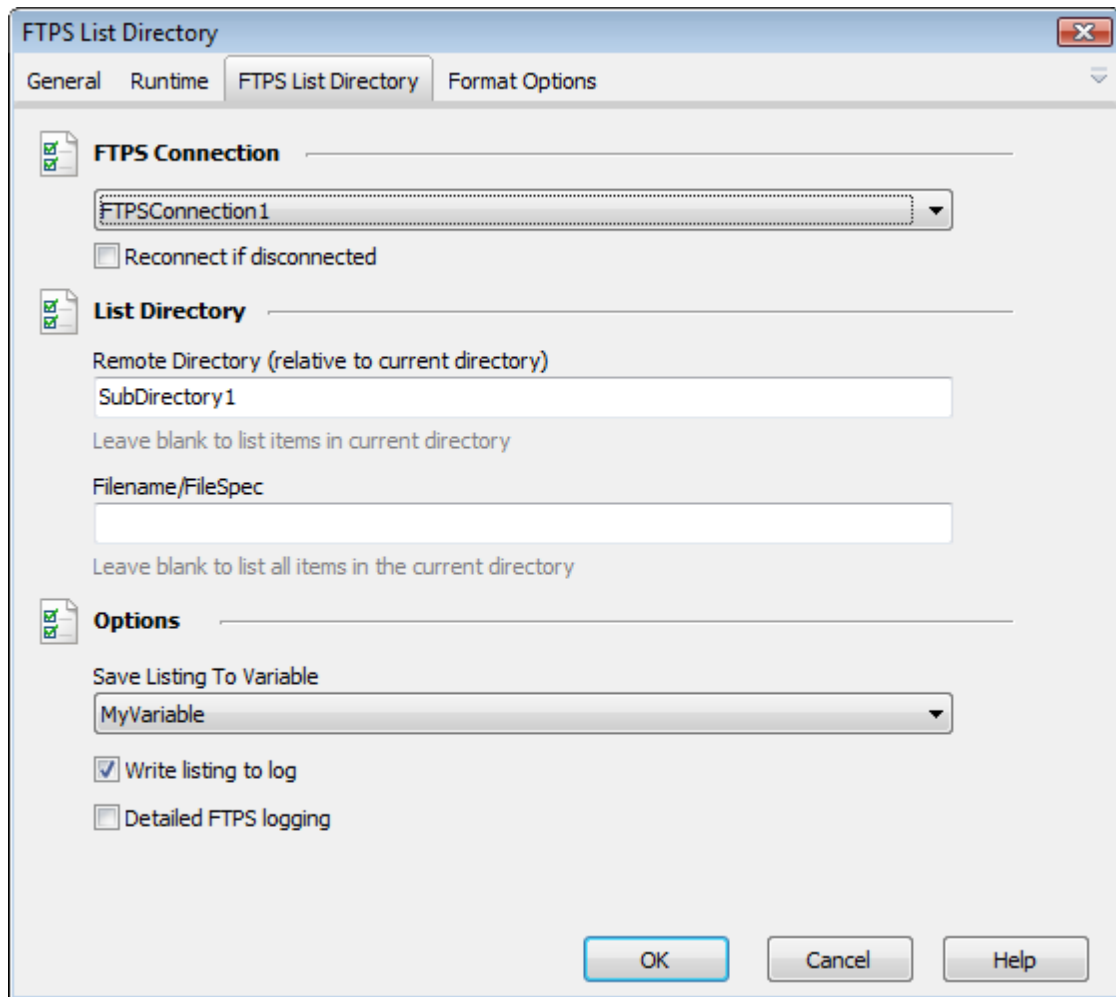 FTPS List Directory
General Runtime FTPS List Directory Format Options
FTPS Connection
FTPSConnection1
Reconnect if disconnected
List Directory
Remote Directory (relative to current directory)
SubDirectory1
Leave blank to list items in current directory
Filename/FileSpec
Leave blank to list all items in the current directory
Options
Save Listing To Variable
MyVariable
Write listing to log
Detailed FTPS logging
OK Cancel Help